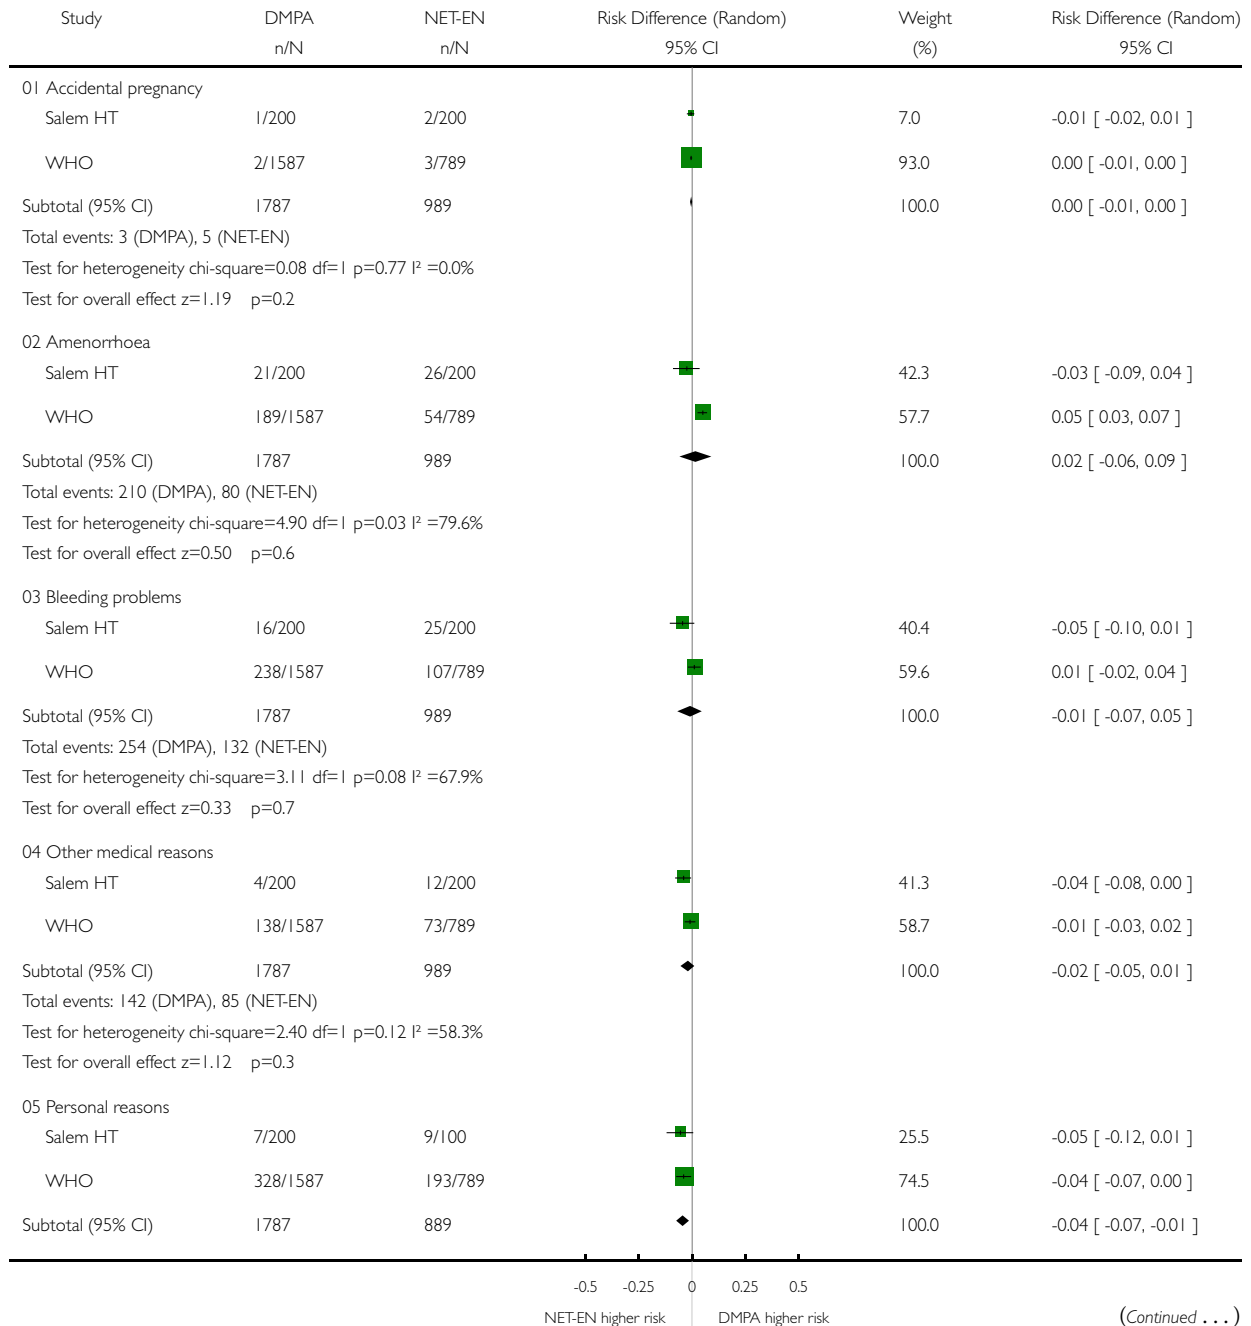 Study DMPA NET-EN Risk Difference (Random) Weight Risk Difference (Random)
n/N n/N 95% CI (%) 95% CI
01 Accidental pregnancy
Salem HT 1/200 2/200 7.0 -0.01 [ -0.02, 0.01 ]
WHO 2/1587 3/789 93.0 0.00 [ -0.01, 0.00 ]
Subtotal (95% CI) 1787 989 100.0 0.00 [ -0.01, 0.00 ]
Total events: 3 (DMPA), 5 (NET-EN)
Test for heterogeneity chi-square=0.08 df=1 p=0.77 I² =0.0%
Test for overall effect z=1.19 p=0.2
02 Amenorrhoea
Salem HT 21/200 26/200 42.3 -0.03 [ -0.09, 0.04 ]
WHO 189/1587 54/789 57.7 0.05 [ 0.03, 0.07 ]
Subtotal (95% CI) 1787 989 100.0 0.02 [ -0.06, 0.09 ]
Total events: 210 (DMPA), 80 (NET-EN)
Test for heterogeneity chi-square=4.90 df=1 p=0.03 I² =79.6%
Test for overall effect z=0.50 p=0.6
03 Bleeding problems
Salem HT 16/200 25/200 40.4 -0.05 [ -0.10, 0.01 ]
WHO 238/1587 107/789 59.6 0.01 [ -0.02, 0.04 ]
Subtotal (95% CI) 1787 989 100.0 -0.01 [ -0.07, 0.05 ]
Total events: 254 (DMPA), 132 (NET-EN)
Test for heterogeneity chi-square=3.11 df=1 p=0.08 I² =67.9%
Test for overall effect z=0.33 p=0.7
04 Other medical reasons
Salem HT 4/200 12/200 41.3 -0.04 [ -0.08, 0.00 ]
WHO 138/1587 73/789 58.7 -0.01 [ -0.03, 0.02 ]
Subtotal (95% CI) 1787 989 100.0 -0.02 [ -0.05, 0.01 ]
Total events: 142 (DMPA), 85 (NET-EN)
Test for heterogeneity chi-square=2.40 df=1 p=0.12 I² =58.3%
Test for overall effect z=1.12 p=0.3
05 Personal reasons
Salem HT 7/200 9/100 25.5 -0.05 [ -0.12, 0.01 ]
WHO 328/1587 193/789 74.5 -0.04 [ -0.07, 0.00 ]
Subtotal (95% CI) 1787 889 100.0 -0.04 [ -0.07, -0.01 ]
-0.5 -0.25 0 0.25 0.5
NET-EN higher risk DMPA higher risk (Continued . . . )